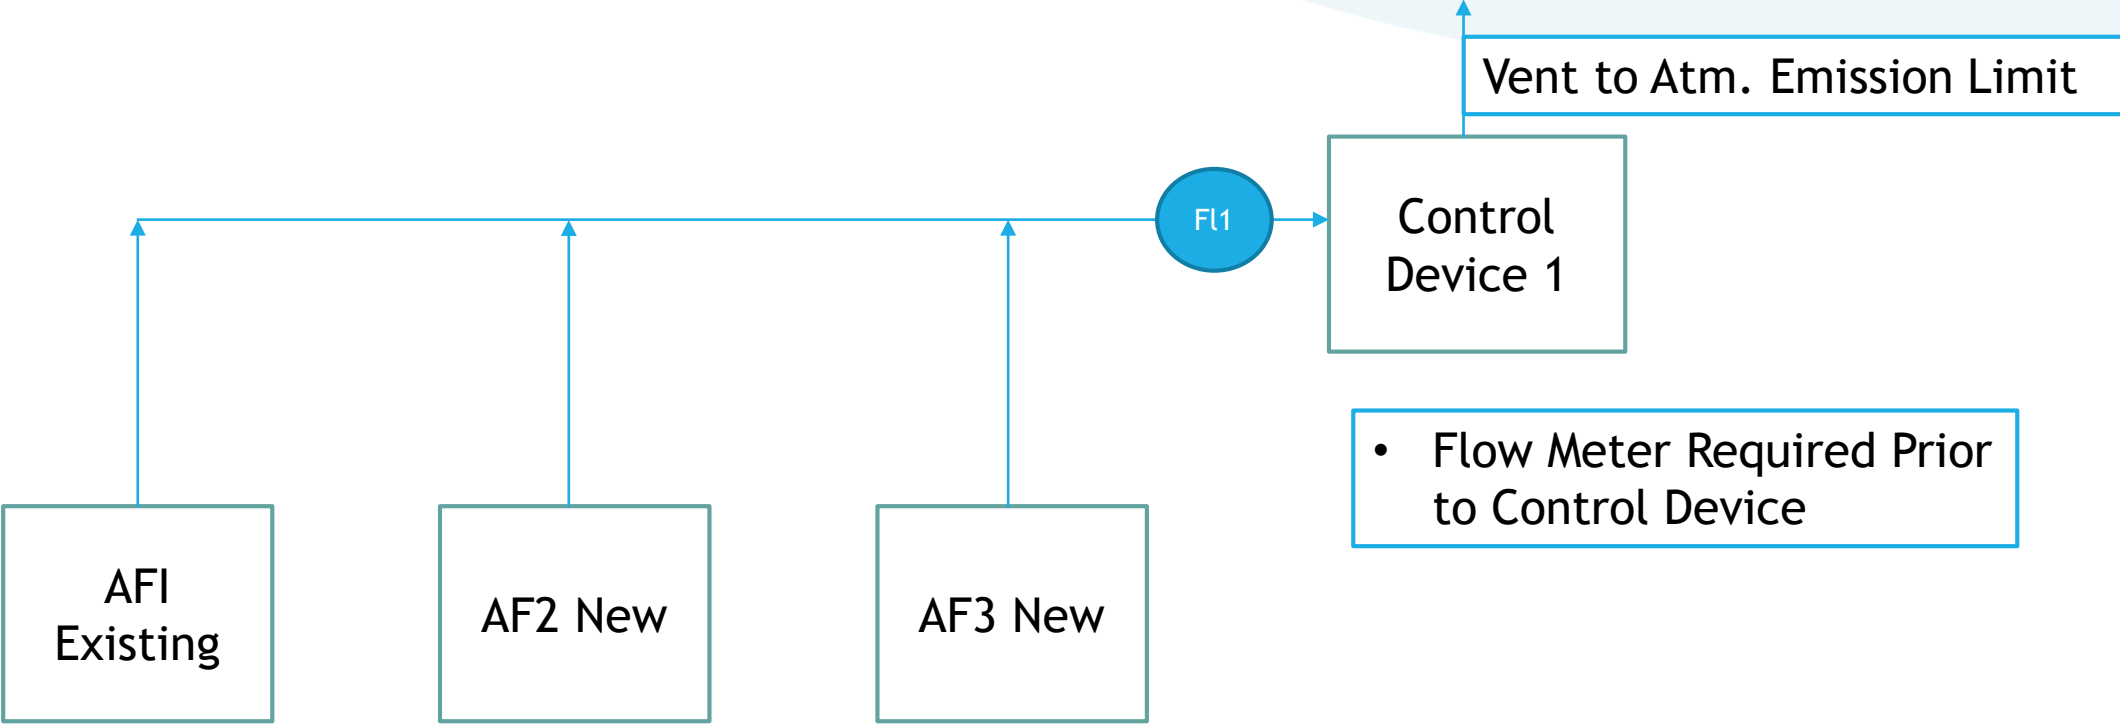 Vent to Atm. Emission Limit
Fl1
Control
Device 1
• Flow Meter Required Prior
to Control Device
AFI
Existing
AF2 New
AF3 New